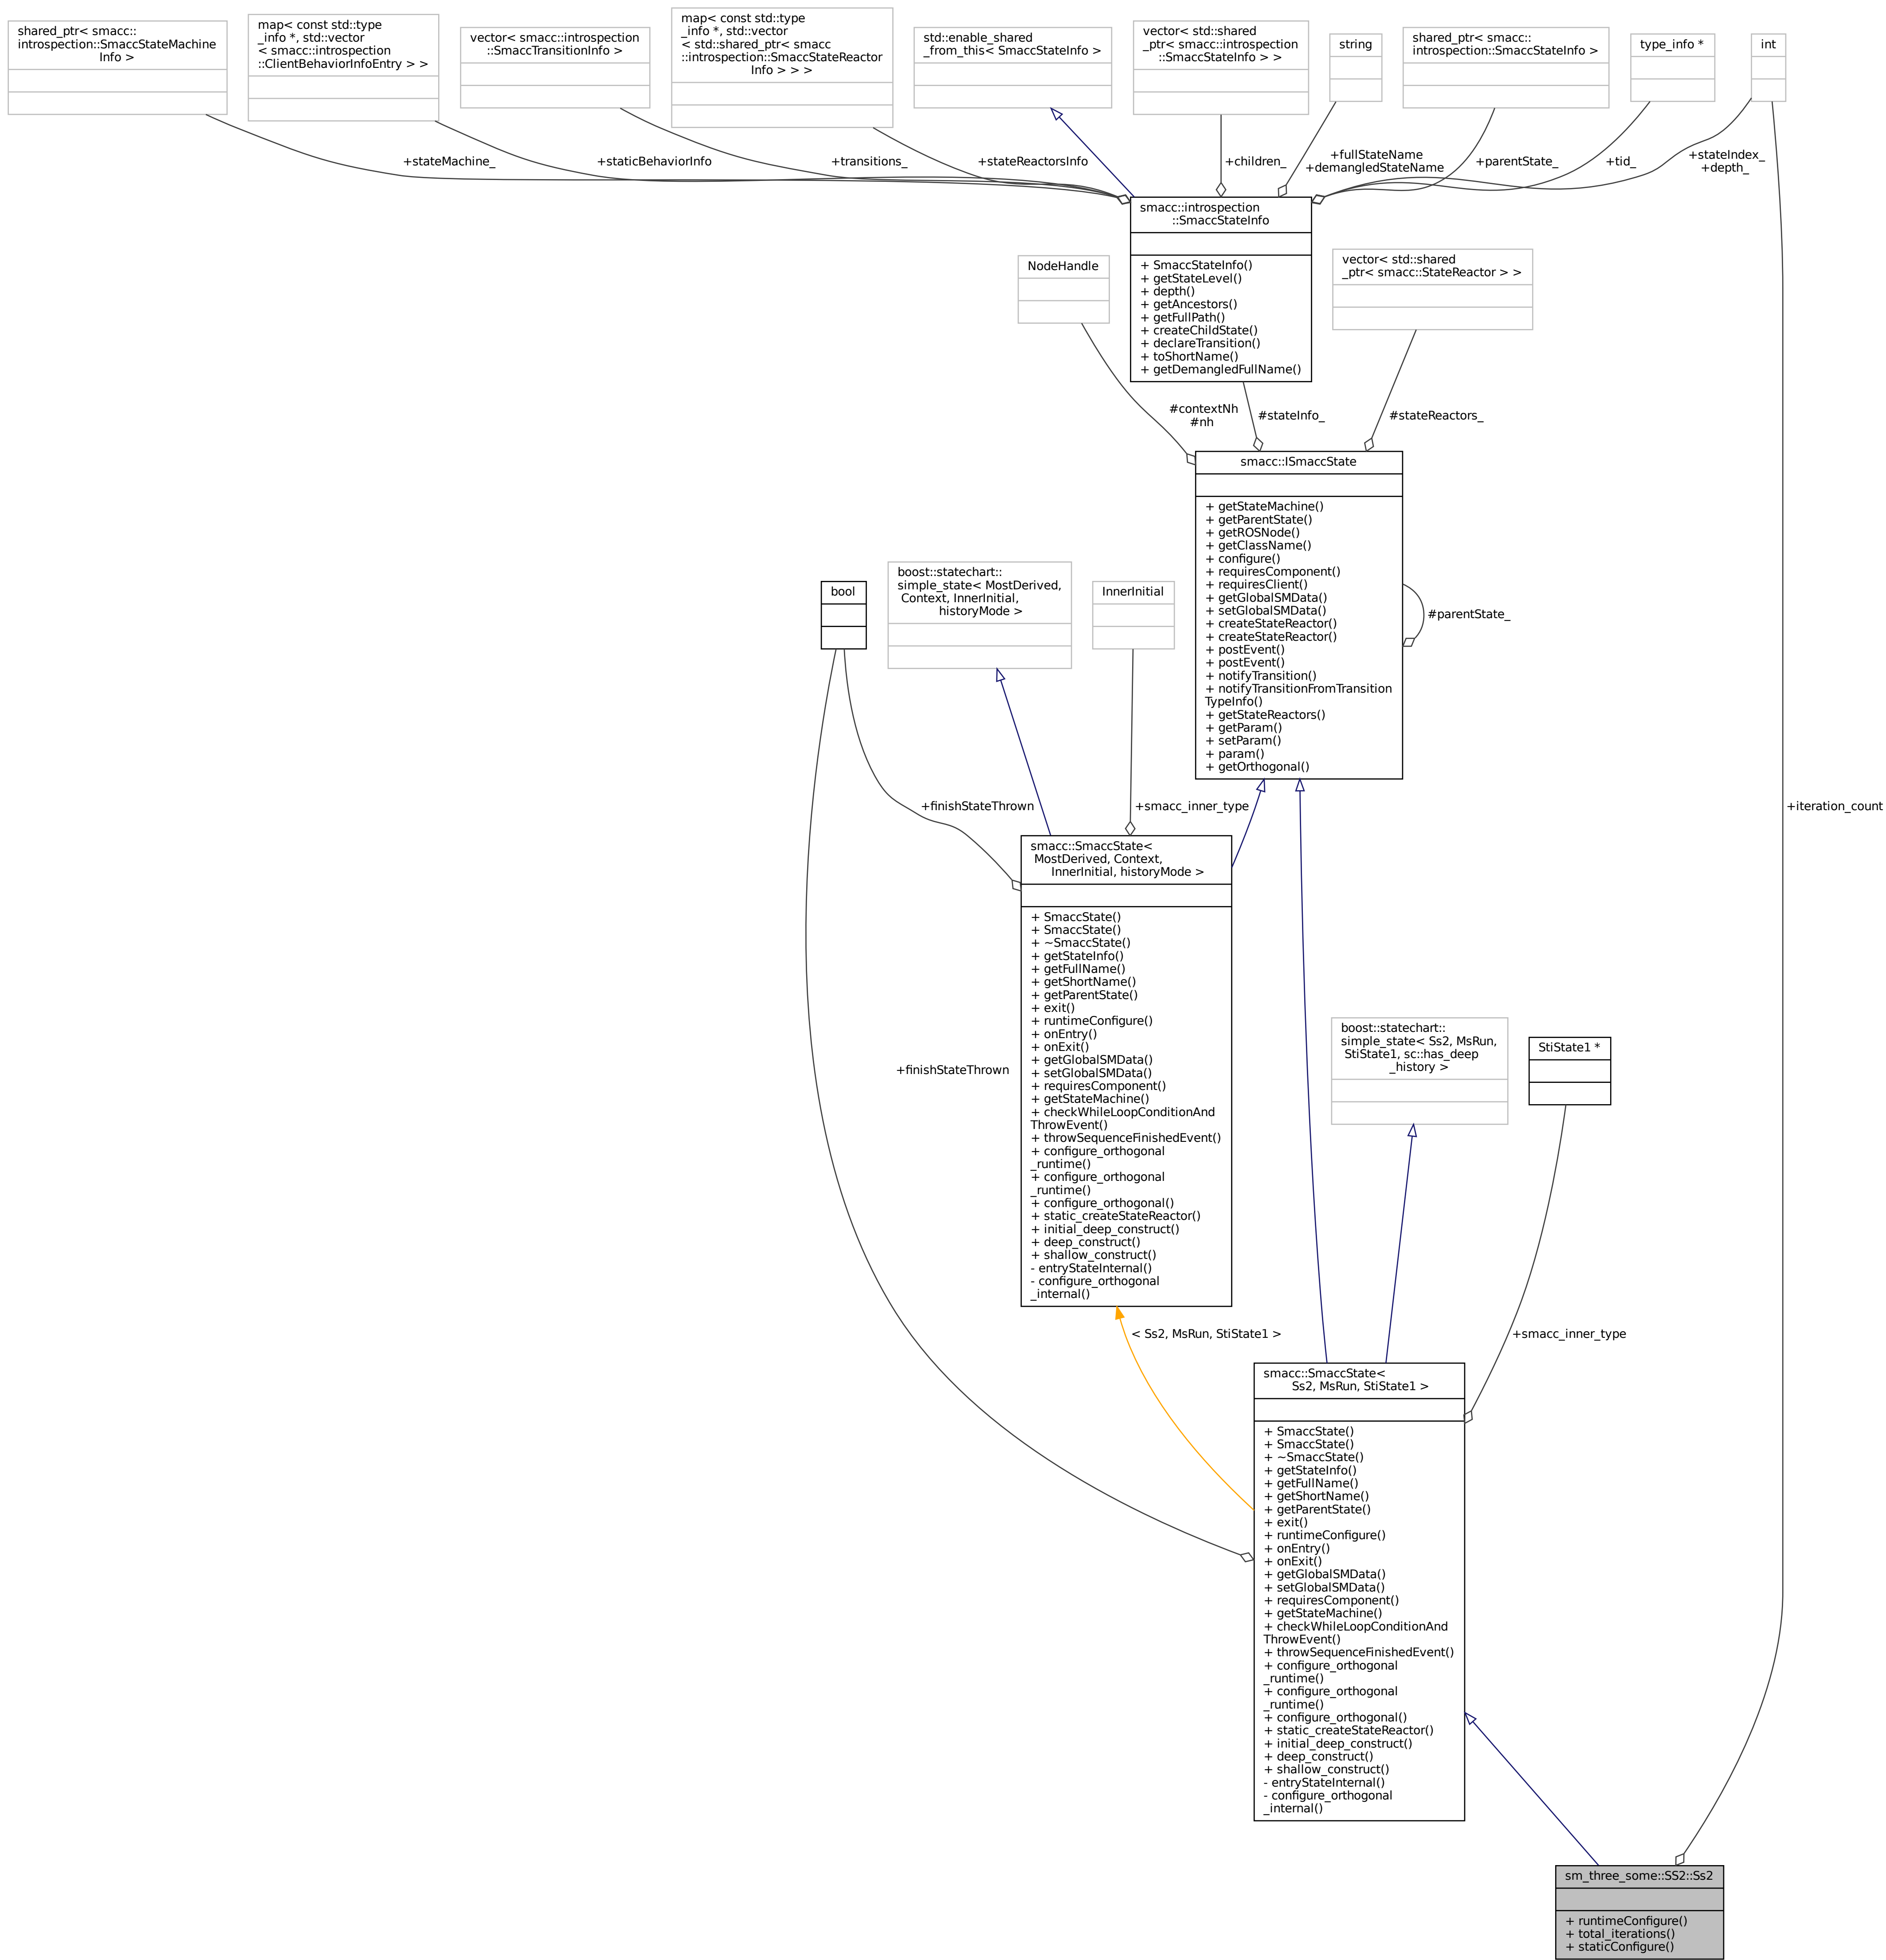 shared_ptr< smacc::
introspection::SmaccStateMachine
Info >
map< const std::type
_info *, std::vector
< smacc::introspection
::ClientBehaviorInfoEntry > >
vector< smacc::introspection
::SmaccTransitionInfo >
map< const std::type
_info *, std::vector
< std::shared_ptr< smacc
::introspection::SmaccStateReactor
Info > > >
std::enable_shared
_from_this< SmaccStateInfo >
vector< std::shared
_ptr< smacc::introspection
::SmaccStateInfo > >
string
shared_ptr< smacc::
introspection::SmaccStateInfo >
type_info *
int
+stateMachine_
+staticBehaviorInfo
+transitions_
+stateReactorsInfo
+children_
+fullStateName
+demangledStateName
+parentState_
+tid_
+stateIndex_
+depth_
smacc::introspection
::SmaccStateInfo
+ SmaccStateInfo()
+ getStateLevel()
+ depth()
+ getAncestors()
+ getFullPath()
+ createChildState()
+ declareTransition()
+ toShortName()
+ getDemangledFullName()
NodeHandle
vector< std::shared
_ptr< smacc::StateReactor > >
#contextNh
#nh
#stateInfo_
#stateReactors_
smacc::ISmaccState
+ getStateMachine()
+ getParentState()
+ getROSNode()
+ getClassName()
+ configure()
+ requiresComponent()
+ requiresClient()
+ getGlobalSMData()
+ setGlobalSMData()
+ createStateReactor()
+ createStateReactor()
+ postEvent()
+ postEvent()
+ notifyTransition()
+ notifyTransitionFromTransition
TypeInfo()
+ getStateReactors()
+ getParam()
+ setParam()
+ param()
+ getOrthogonal()
#parentState_
bool
boost::statechart::
simple_state< MostDerived,
Context, InnerInitial,
historyMode >
InnerInitial
+finishStateThrown
+smacc_inner_type
+iteration_count
smacc::SmaccState<
MostDerived, Context,
InnerInitial, historyMode >
+ SmaccState()
+ SmaccState()
+ ~SmaccState()
+ getStateInfo()
+ getFullName()
+ getShortName()
+ getParentState()
+ exit()
+ runtimeConfigure()
+ onEntry()
+ onExit()
+ getGlobalSMData()
+ setGlobalSMData()
+ requiresComponent()
+ getStateMachine()
+ checkWhileLoopConditionAnd
ThrowEvent()
+ throwSequenceFinishedEvent()
+ configure_orthogonal
_runtime()
+ configure_orthogonal
_runtime()
+ configure_orthogonal()
+ static_createStateReactor()
+ initial_deep_construct()
+ deep_construct()
+ shallow_construct()
- entryStateInternal()
- configure_orthogonal
_internal()
+finishStateThrown
boost::statechart::
simple_state< Ss2, MsRun,
StiState1, sc::has_deep
_history >
StiState1 *
< Ss2, MsRun, StiState1 >
+smacc_inner_type
smacc::SmaccState<
Ss2, MsRun, StiState1 >
+ SmaccState()
+ SmaccState()
+ ~SmaccState()
+ getStateInfo()
+ getFullName()
+ getShortName()
+ getParentState()
+ exit()
+ runtimeConfigure()
+ onEntry()
+ onExit()
+ getGlobalSMData()
+ setGlobalSMData()
+ requiresComponent()
+ getStateMachine()
+ checkWhileLoopConditionAnd
ThrowEvent()
+ throwSequenceFinishedEvent()
+ configure_orthogonal
_runtime()
+ configure_orthogonal
_runtime()
+ configure_orthogonal()
+ static_createStateReactor()
+ initial_deep_construct()
+ deep_construct()
+ shallow_construct()
- entryStateInternal()
- configure_orthogonal
_internal()
sm_three_some::SS2::Ss2
+ runtimeConfigure()
+ total_iterations()
+ staticConfigure()